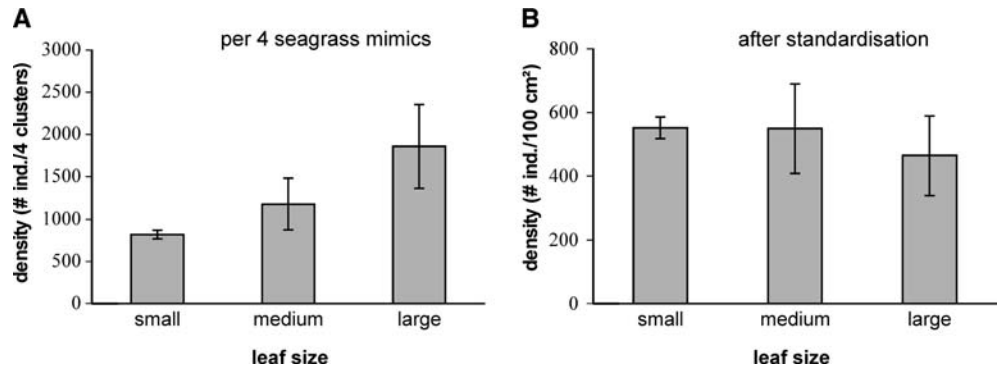 A
per 4 seagrass mimics
density (# ind./4 clusters)
3000
2500
2000
1500
1000
500
0
small medium large
leaf size
B
after standardisation
density (# ind./100 cm²)
800
600
400
200
0
small medium large
leaf size